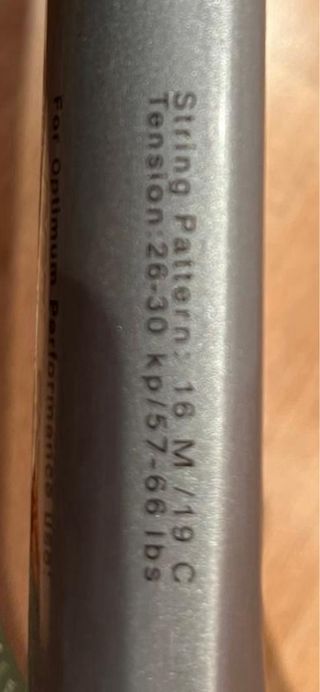 String Pattern: 16 M /19 C
Tension:26-30 kp/57-66 lbs
For Optimum Performance use: